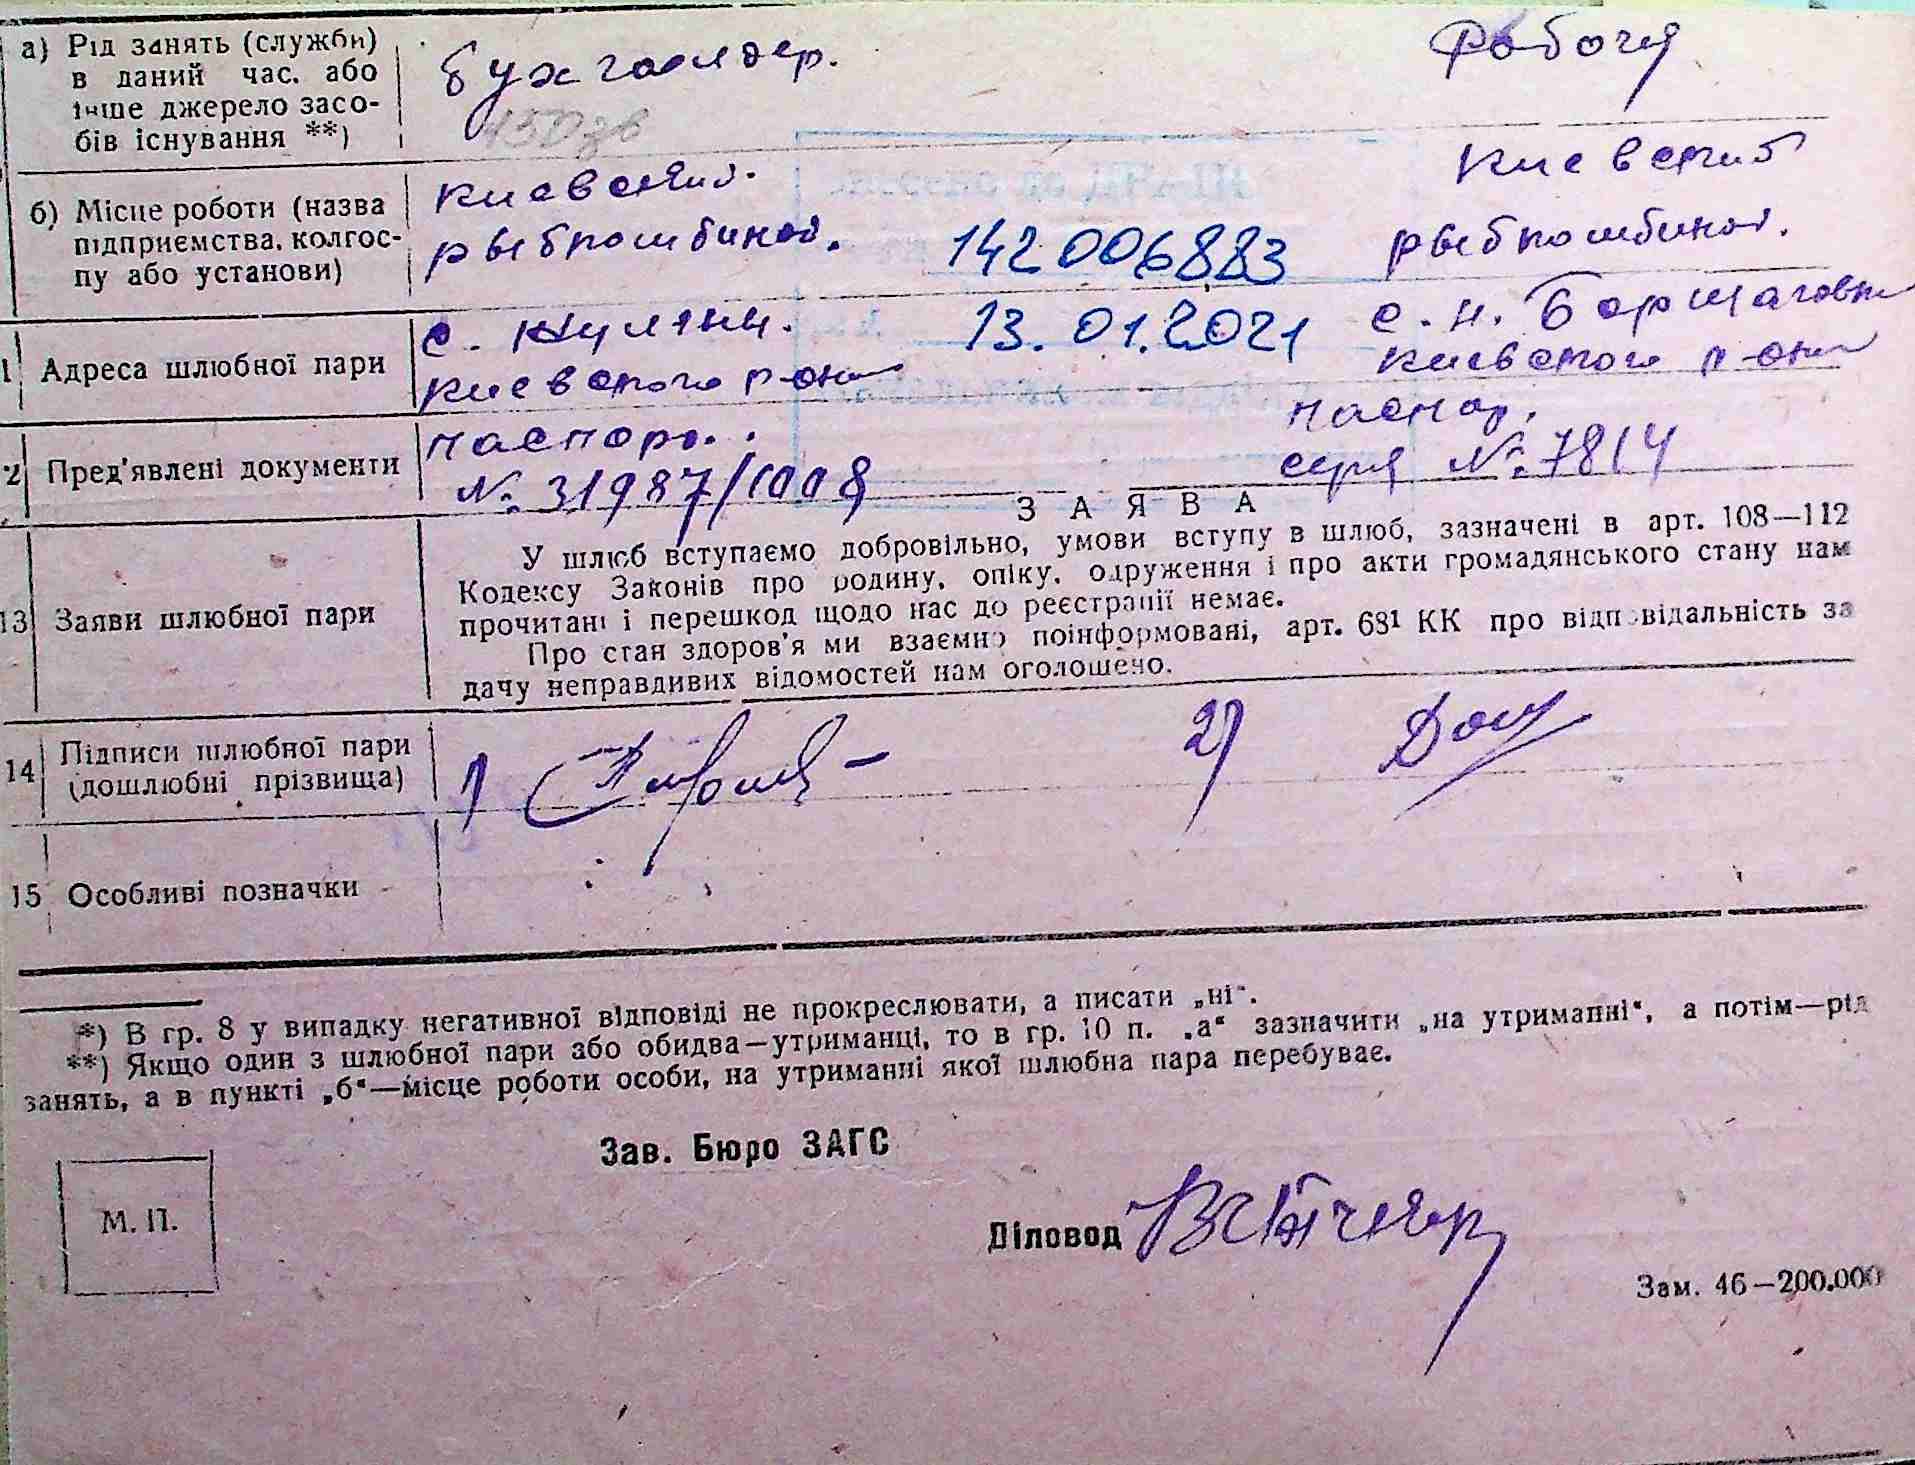 а) Рід занять (служби) в даний час. або інше джерело засобів існування **)
бухгалтер.
Робочая
б) Місце роботи (назва підприємства, колгоспу або установи)
Киевский.
рыбкомбинат.
142006883
Киевский
рыбкомбинат.
1 Адреса шлюбної пари
с.
Киевского р-она
13.01.2021
с. н. Борщаговка
Киевского р-она
2 Пред'явлені документи
паспорт.
№ 31987/1008
паспорт,
серия № 7814
ЗАЯВА
13 Заяви шлюбної пари
У шлюб вступаємо добровільно, умови вступу в шлюб, зазначені в арт. 108—112
Кодексу Законів про родину, опіку, одруження і про акти громадянського стану нам
прочитані і перешкод щодо нас до реєстрації немає.
Про стан здоров'я ми взаємно поінформовані, арт. 68¹ КК про відповідальність за
дачу неправдивих відомостей нам оголошено.
14 Підписи шлюбної пари (дошлюбні прізвища)
1)
2)
15 Особливі позначки
*) В гр. 8 у випадку негативної відповіді не прокреслювати, а писати „ні“.
**) Якщо один з шлюбної пари або обидва—утриманці, то в гр. 10 п. „а“ зазначити „на утриманні“, а потім—рід
занять, а в пункті „б“—місце роботи особи, на утриманні якої шлюбна пара перебуває.
Зав. Бюро ЗАГС
М. П.
Діловод
Зам. 46—200.000